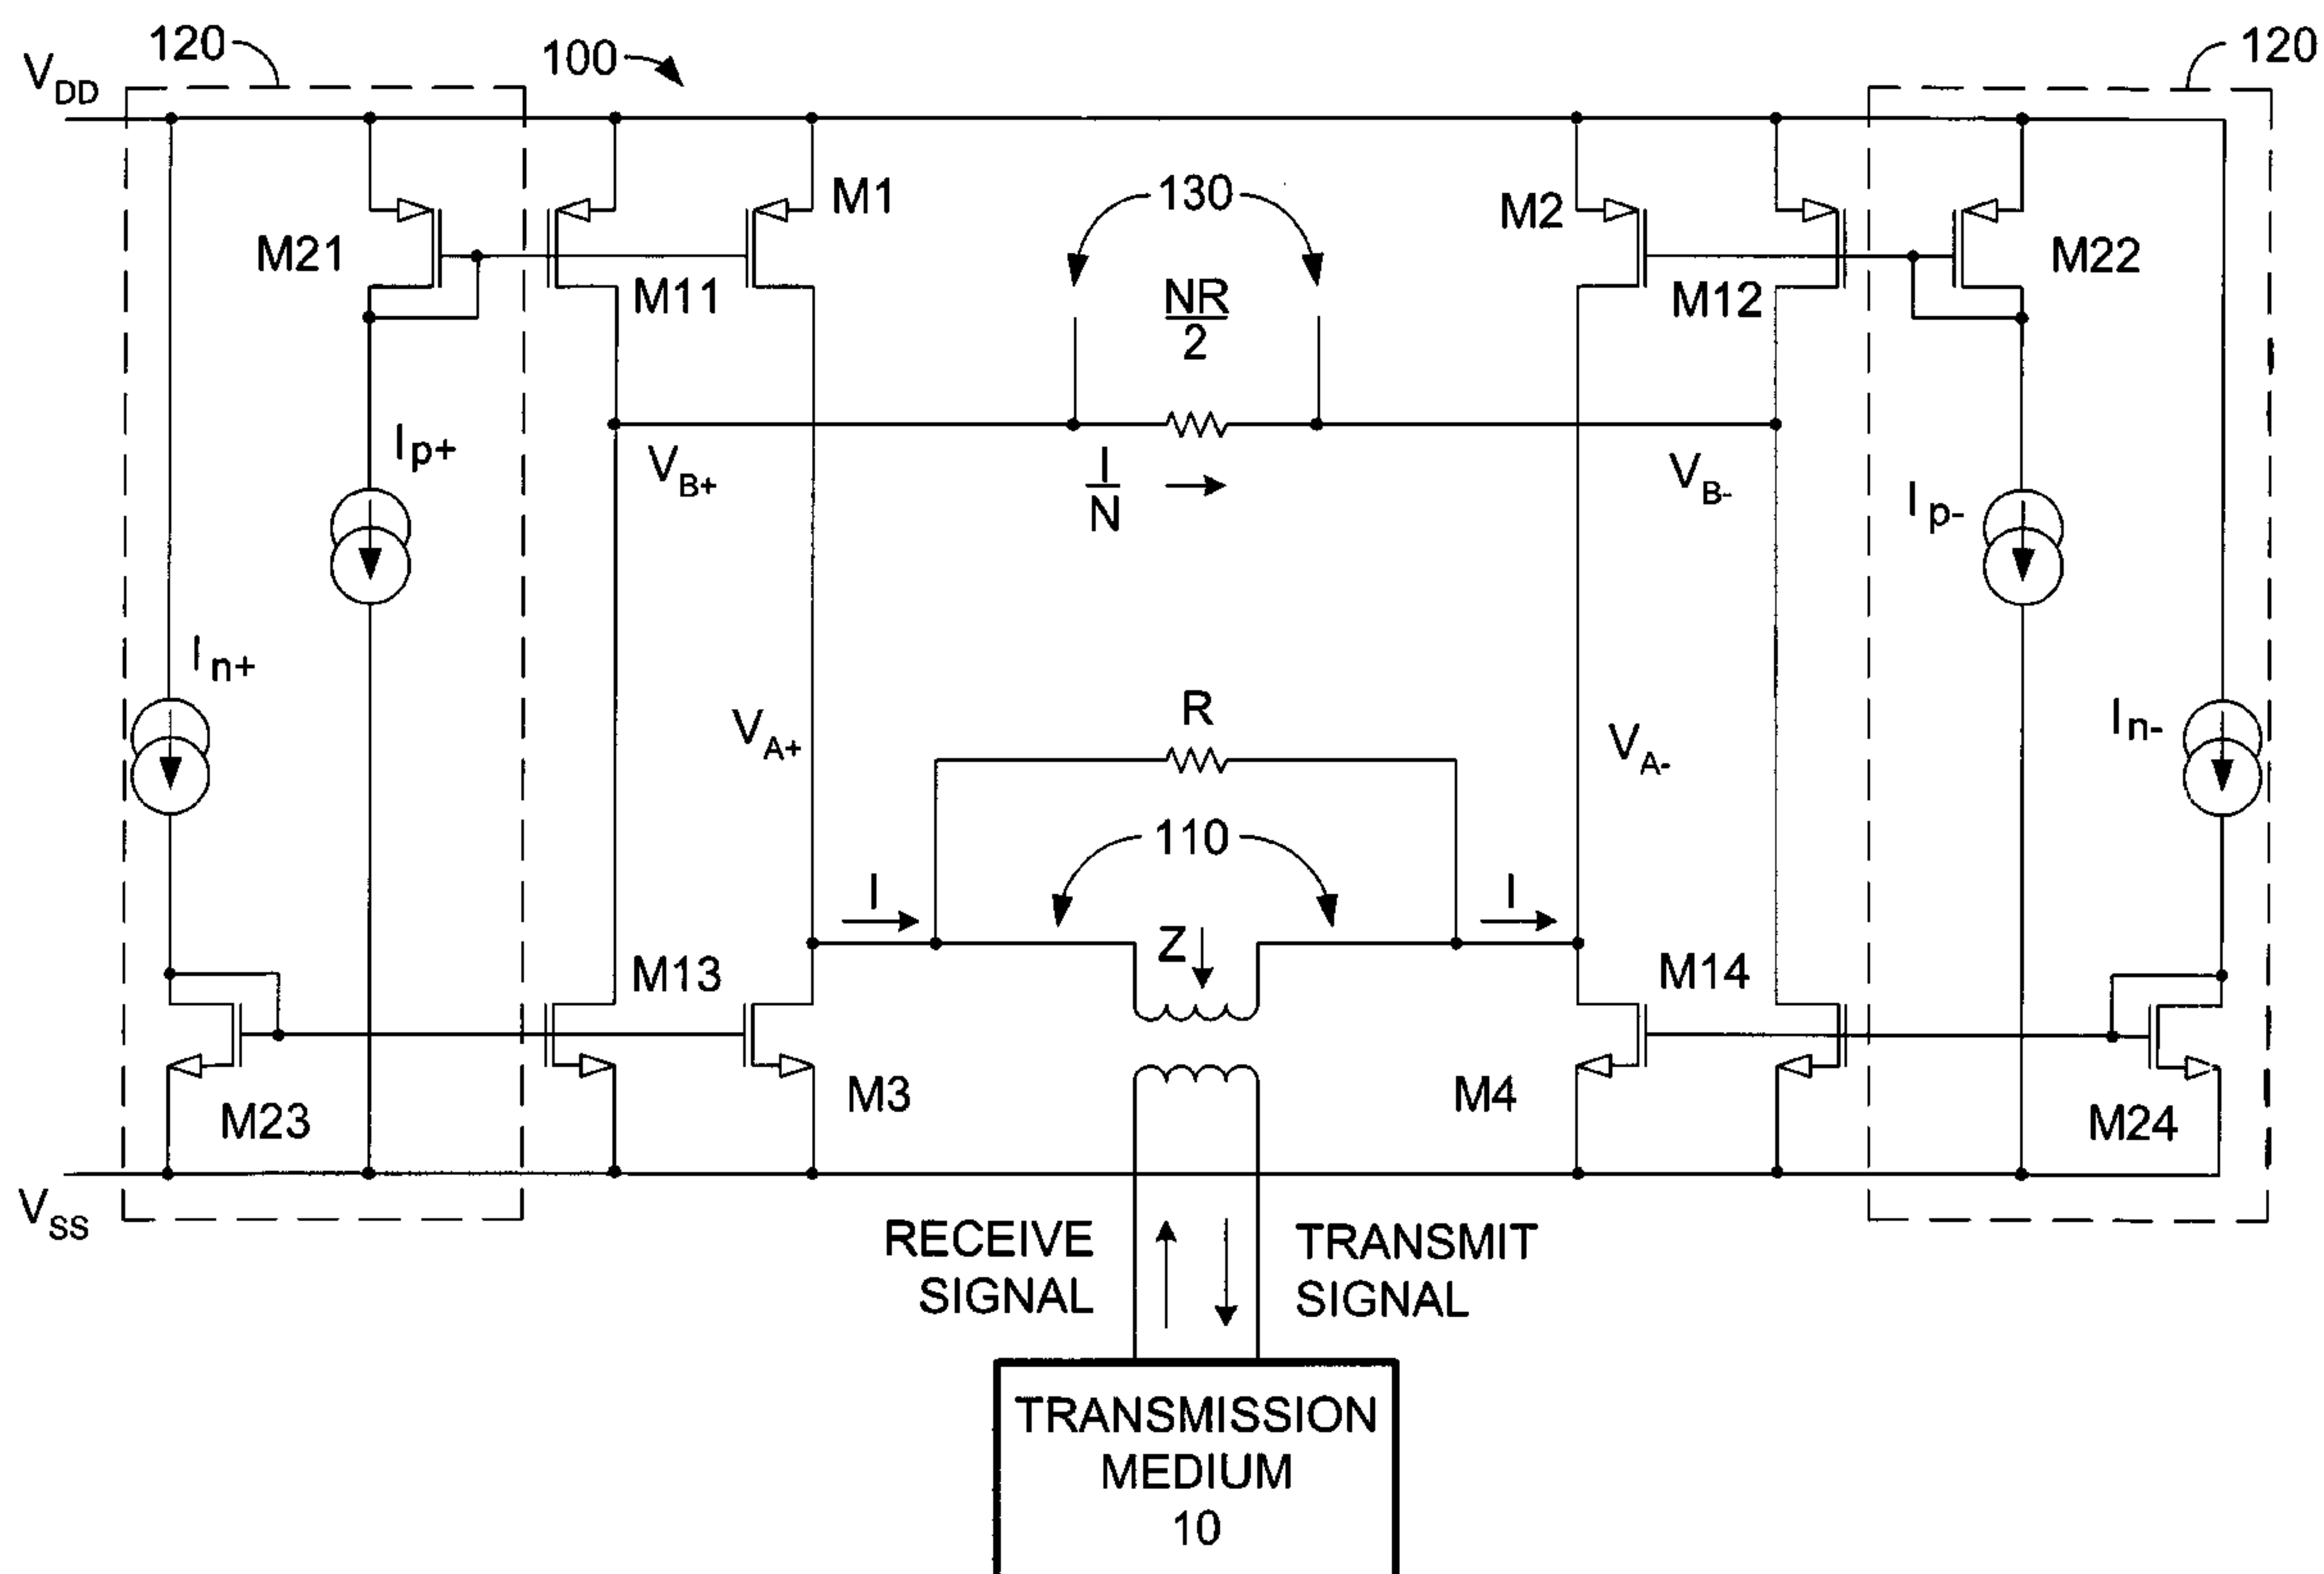 120
100
120
VDD
M1
130
M2
M21
M22
M11
NR
2
M12
Ip+
VB+
I
N
VB-
Ip-
In+
R
In-
VA+
VA-
110
I
I
Z
M13
M14
M3
M4
M23
M24
VSS
RECEIVE
SIGNAL
TRANSMIT
SIGNAL
TRANSMISSION
MEDIUM
10